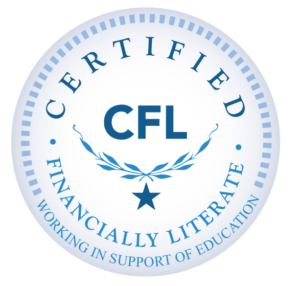 CERTIFIED
CFL
• FINANCIALLY LITERATE •
WORKING IN SUPPORT OF EDUCATION